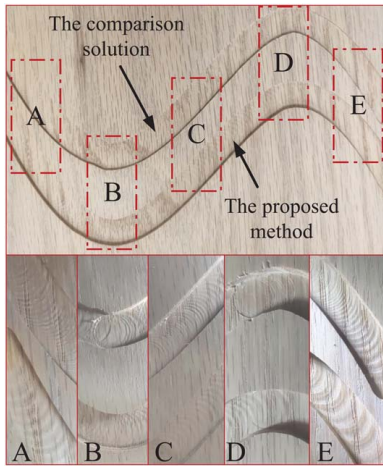 The comparison
solution
A
B
C
D
E
The proposed
method
A
B
C
D
E